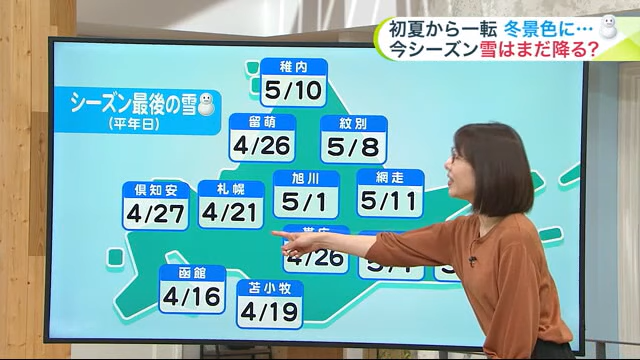 初夏から一転 冬景色に…
今シーズン雪はまだ降る?
シーズン最後の雪
(平年日)
稚内
5/10
留萌
4/26
紋別
5/8
倶知安
4/27
札幌
4/21
旭川
5/1
網走
5/11
帯広
4/26
函館
4/16
苫小牧
4/19